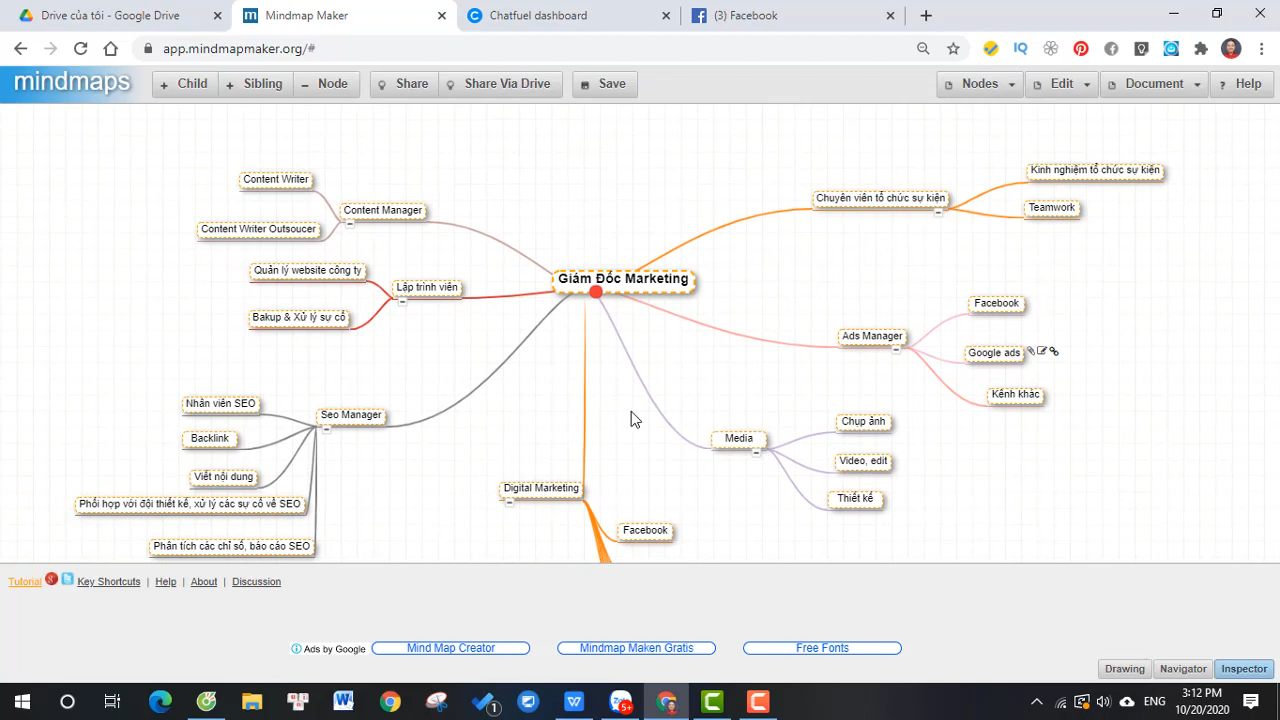 Drive của tôi - Google Drive
Mindmap Maker
Chatfuel dashboard
(3) Facebook
app.mindmapmaker.org/#
IQ
mindmaps
+ Child
+ Sibling
− Node
Share
Share Via Drive
Save
Nodes
Edit
Document
? Help
Content Writer
Content Manager
Content Writer Outsoucer
Quản lý website công ty
Lập trình viên
Bakup & Xử lý sự cố
Giám Đốc Marketing
Chuyên viên tổ chức sự kiện
Kinh nghiệm tổ chức sự kiện
Teamwork
Facebook
Ads Manager
Google ads
Kênh khác
Nhân viên SEO
Seo Manager
Backlink
Viết nội dung
Phối hợp với đội thiết kế, xử lý các sự cố về SEO
Phân tích các chỉ số, báo cáo SEO
Chụp ảnh
Media
Video, edit
Thiết kế
Digital Marketing
Facebook
Tutorial
Key Shortcuts | Help | About | Discussion
Ads by Google
Mind Map Creator
Mindmap Maken Gratis
Free Fonts
Drawing
Navigator
Inspector
1
5+
ENG
3:12 PM
10/20/2020